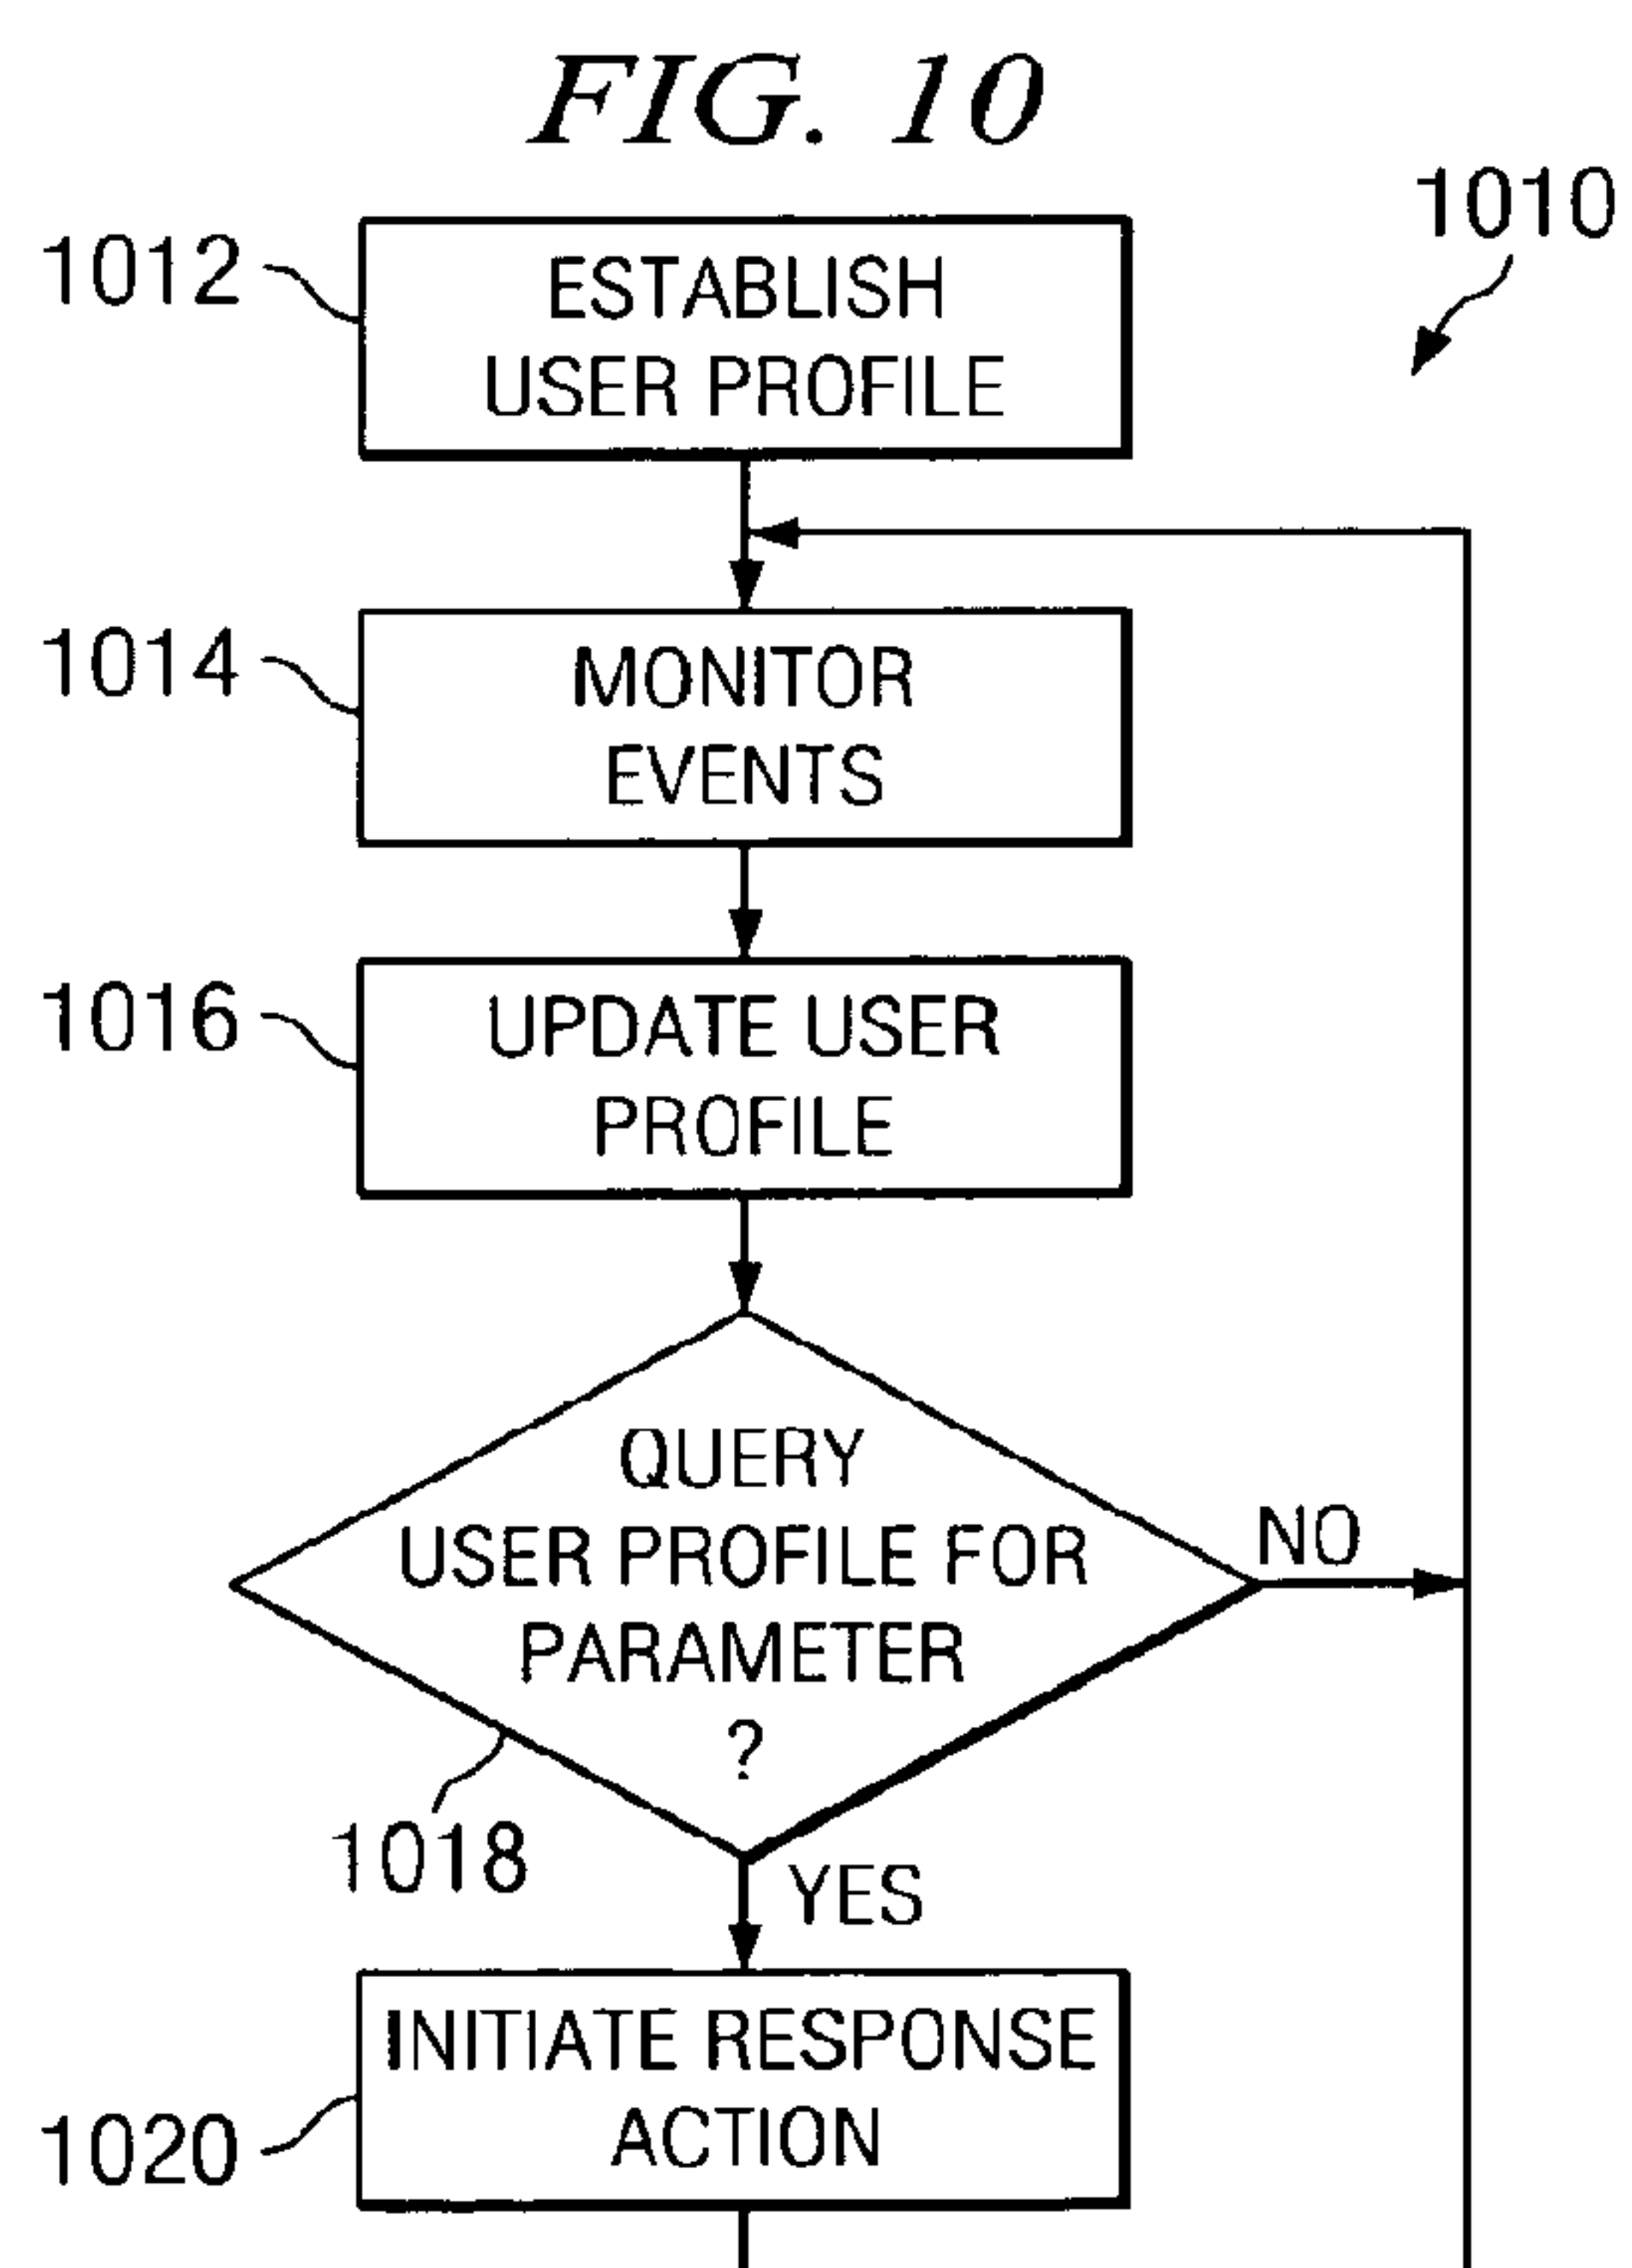 FIG. 10
1010
1012
ESTABLISH
USER PROFILE
1014
MONITOR
EVENTS
1016
UPDATE USER
PROFILE
QUERY
USER PROFILE FOR
PARAMETER
?
NO
1018
YES
INITIATE RESPONSE
ACTION
1020